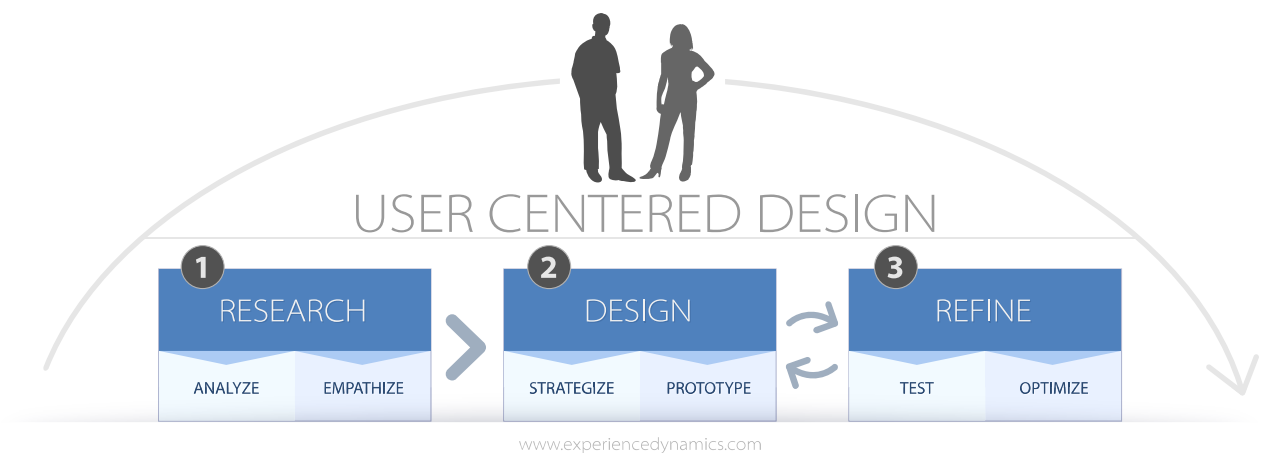 USER CENTERED DESIGN
1
RESEARCH
ANALYZE
EMPATHIZE
2
DESIGN
STRATEGIZE
PROTOTYPE
3
REFINE
TEST
OPTIMIZE
www.experiencedynamics.com